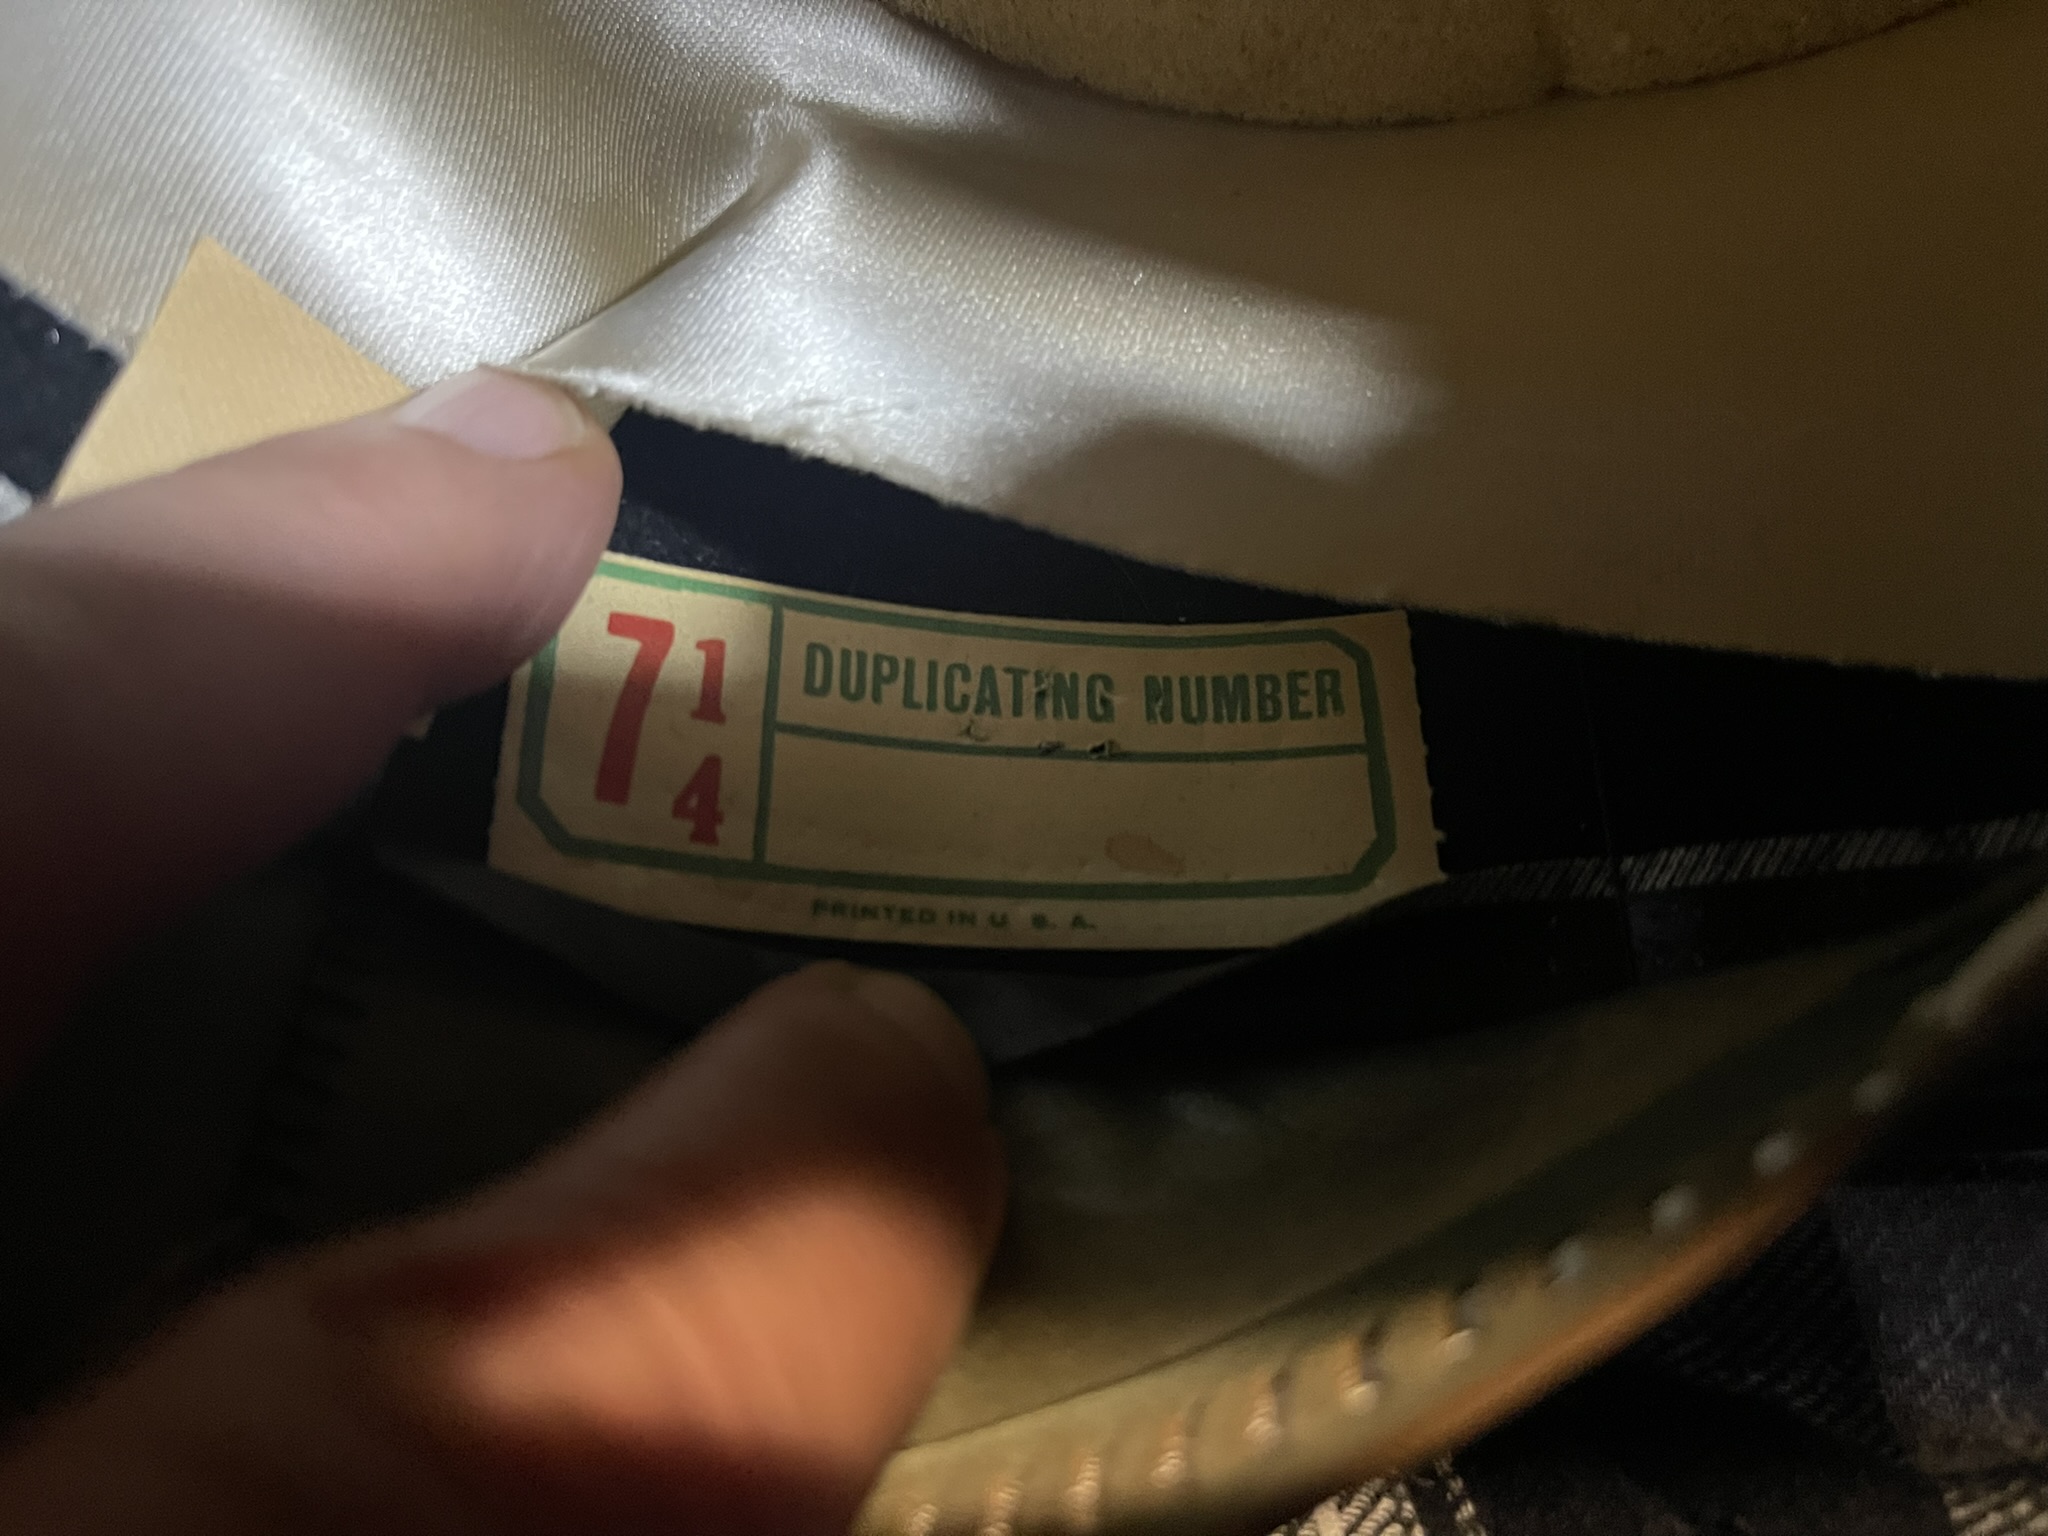 7 1/4
DUPLICATING NUMBER
PRINTED IN U. S. A.